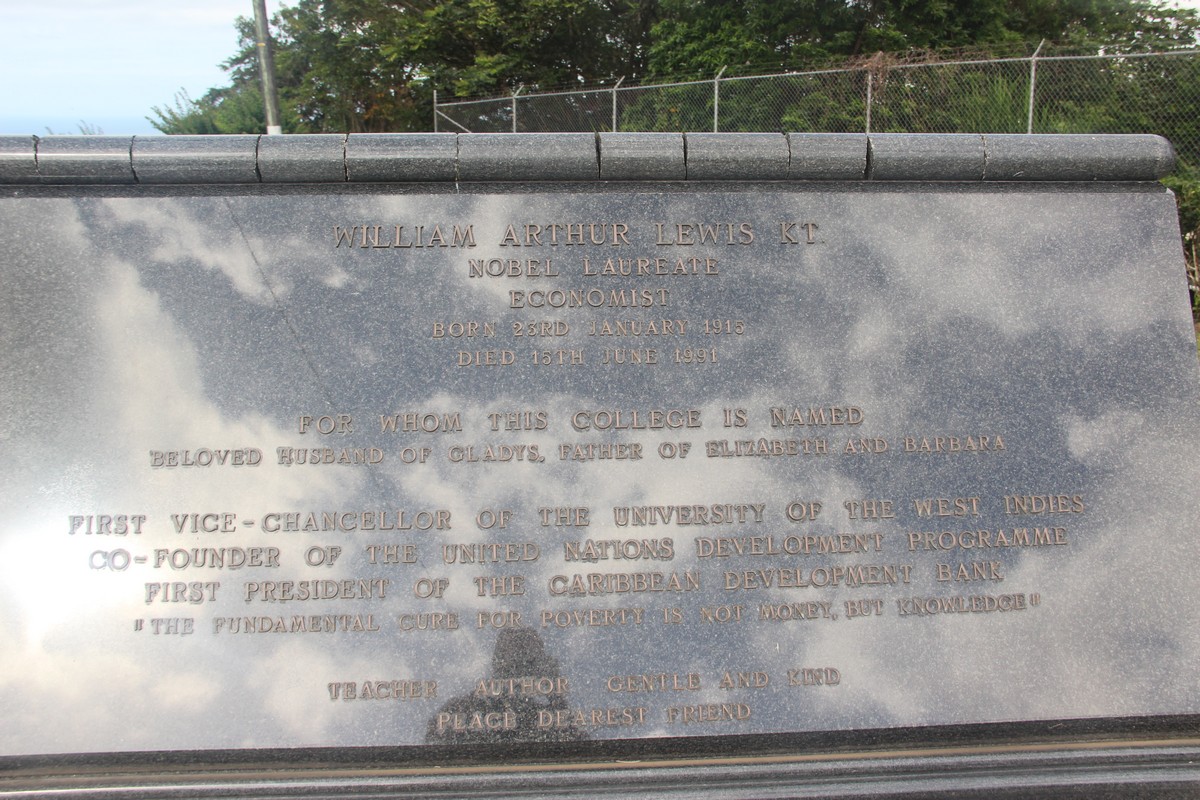 WILLIAM ARTHUR LEWIS KT.
NOBEL LAUREATE
ECONOMIST
BORN 23RD JANUARY 1915
DIED 15TH JUNE 1991
FOR WHOM THIS COLLEGE IS NAMED
BELOVED HUSBAND OF GLADYS, FATHER OF ELIZABETH AND BARBARA
FIRST VICE-CHANCELLOR OF THE UNIVERSITY OF THE WEST INDIES
CO-FOUNDER OF THE UNITED NATIONS DEVELOPMENT PROGRAMME
FIRST PRESIDENT OF THE CARIBBEAN DEVELOPMENT BANK
"THE FUNDAMENTAL CURE FOR POVERTY IS NOT MONEY, BUT KNOWLEDGE"
TEACHER AUTHOR GENTLE AND KIND
PEACE DEAREST FRIEND